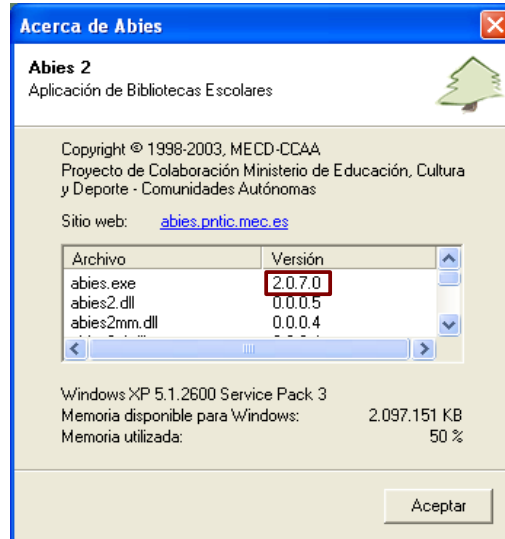 Acerca de Abies
Abies 2
Aplicación de Bibliotecas Escolares
Copyright © 1998-2003, MECD-CCAA
Proyecto de Colaboración Ministerio de Educación, Cultura
y Deporte - Comunidades Autónomas
Sitio web: abies.pntic.mec.es
Archivo Versión
abies.exe 2.0.7.0
abies2.dll 0.0.0.5
abies2mm.dll 0.0.0.4
Windows XP 5.1.2600 Service Pack 3
Memoria disponible para Windows: 2.097.151 KB
Memoria utilizada: 50 %
Aceptar